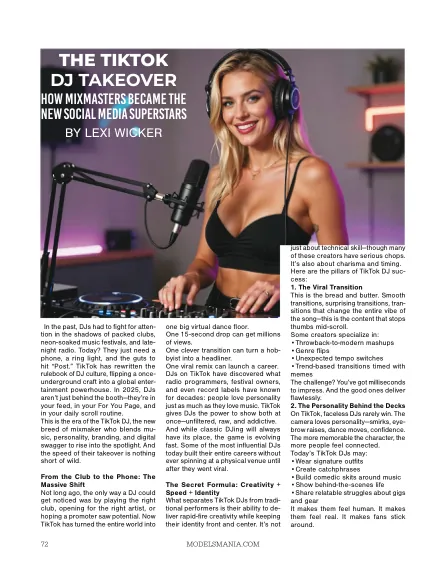 THE TIKTOK
DJ TAKEOVER
HOW MIXMASTERS BECAME THE
NEW SOCIAL MEDIA SUPERSTARS
BY LEXI WICKER
In the past, DJs had to fight for atten-
tion in the shadows of packed clubs,
neon-soaked music festivals, and late-
night radio. Today? They just need a
phone, a ring light, and the guts to
hit “Post.” TikTok has rewritten the
rulebook of DJ culture, flipping a once-
underground craft into a global enter-
tainment powerhouse. In 2025, DJs
aren’t just behind the booth—they’re in
your feed, in your For You Page, and
in your daily scroll routine.
This is the era of the TikTok DJ, the new
breed of mixmaker who blends mu-
sic, personality, branding, and digital
swagger to rise into the spotlight. And
the speed of their takeover is nothing
short of wild.
From the Club to the Phone: The
Massive Shift
Not long ago, the only way a DJ could
get noticed was by playing the right
club, opening for the right artist, or
hoping a promoter saw potential. Now
TikTok has turned the entire world into
one big virtual dance floor.
One 15-second drop can get millions
of views.
One clever transition can turn a hob-
byist into a headliner.
One viral remix can launch a career.
DJs on TikTok have discovered what
radio programmers, festival owners,
and even record labels have known
for decades: people love personality
just as much as they love music. TikTok
gives DJs the power to show both at
once—unfiltered, raw, and addictive.
And while classic DJing will always
have its place, the game is evolving
fast. Some of the most influential DJs
today built their entire careers without
ever spinning at a physical venue until
after they went viral.
The Secret Formula: Creativity +
Speed + Identity
What separates TikTok DJs from tradi-
tional performers is their ability to de-
liver rapid-fire creativity while keeping
their identity front and center. It’s not
just about technical skill—though many
of these creators have serious chops.
It’s also about charisma and timing.
Here are the pillars of TikTok DJ suc-
cess:
1. The Viral Transition
This is the bread and butter. Smooth
transitions, surprising transitions, tran-
sitions that change the entire vibe of
the song—this is the content that stops
thumbs mid-scroll.
Some creators specialize in:
• Throwback-to-modern mashups
• Genre flips
• Unexpected tempo switches
• Trend-based transitions timed with
memes
The challenge? You’ve got milliseconds
to impress. And the good ones deliver
flawlessly.
2. The Personality Behind the Decks
On TikTok, faceless DJs rarely win. The
camera loves personality—smirks, eye-
brow raises, dance moves, confidence.
The more memorable the character, the
more people feel connected.
Today’s TikTok DJs may:
• Wear signature outfits
• Create catchphrases
• Build comedic skits around music
• Show behind-the-scenes life
• Share relatable struggles about gigs
and gear
It makes them feel human. It makes
them feel real. It makes fans stick
around.
72
MODELSMANIA.COM